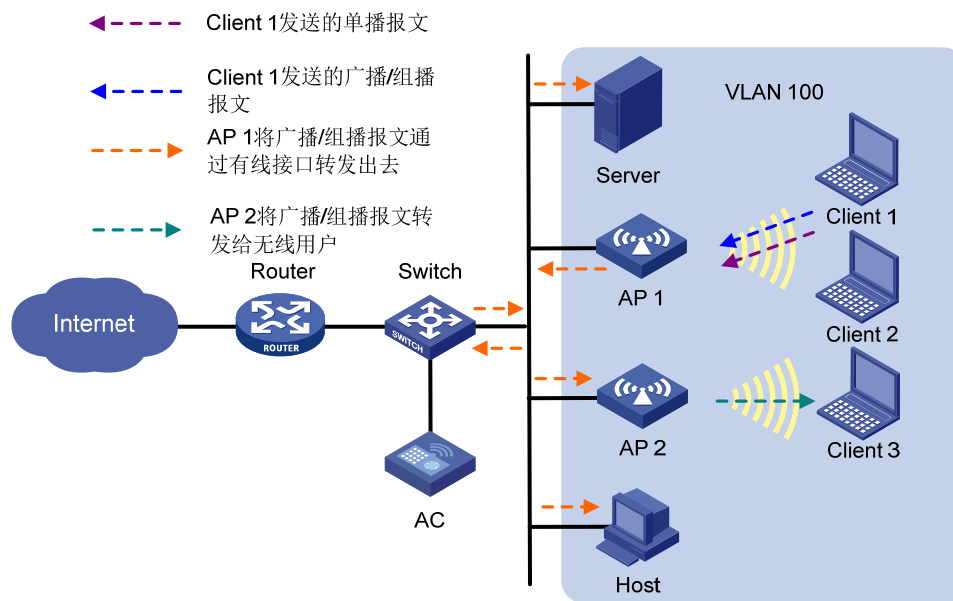 Client 1发送的单播报文
Client 1发送的广播/组播
报文
AP 1将广播/组播报文通
过有线接口转发出去
AP 2将广播/组播报文转
发给无线用户
VLAN 100
Server
Client 1
AP 1
Client 2
Router
Switch
Internet
ROUTER
SWITCH
AP 2
Client 3
AC
Host